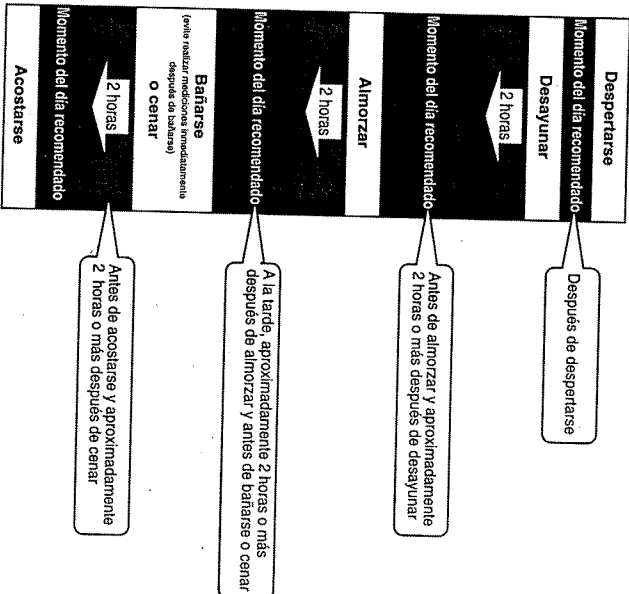 Despertarse
Momento del día recomendado
Después de despertarse
Desayunar
2 horas
Momento del día recomendado
Antes de almorzar y aproximadamente
2 horas o más después de desayunar
Almorzar
2 horas
Momento del día recomendado
A la tarde, aproximadamente 2 horas o más
después de almorzar y antes de bañarse o cenar
Bañarse
(evite realizar mediciones inmediatamente
después de bañarse)
o cenar
2 horas
Momento del día recomendado
Antes de acostarse y aproximadamente
2 horas o más después de cenar
Acostarse